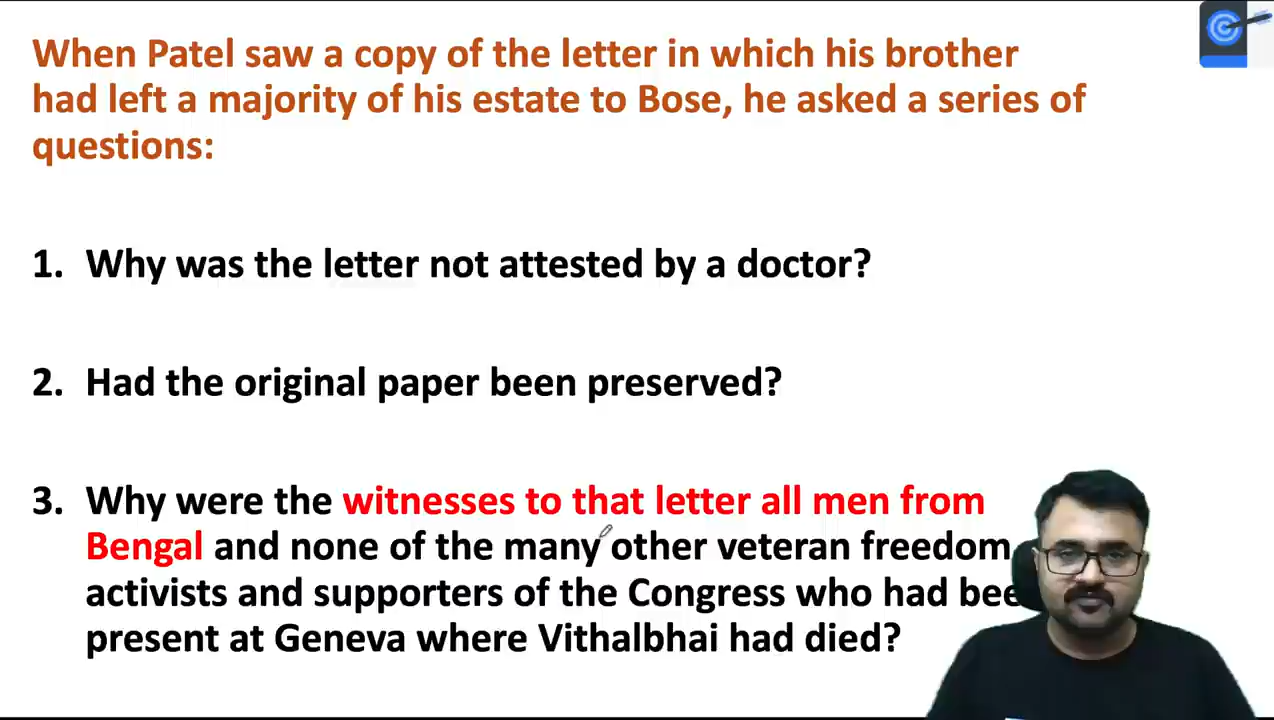 When Patel saw a copy of the letter in which his brother
had left a majority of his estate to Bose, he asked a series of
questions:
1. Why was the letter not attested by a doctor?
2. Had the original paper been preserved?
3. Why were the witnesses to that letter all men from
Bengal and none of the many other veteran freedom
activists and supporters of the Congress who had
present at Geneva where Vithalbhai had died?